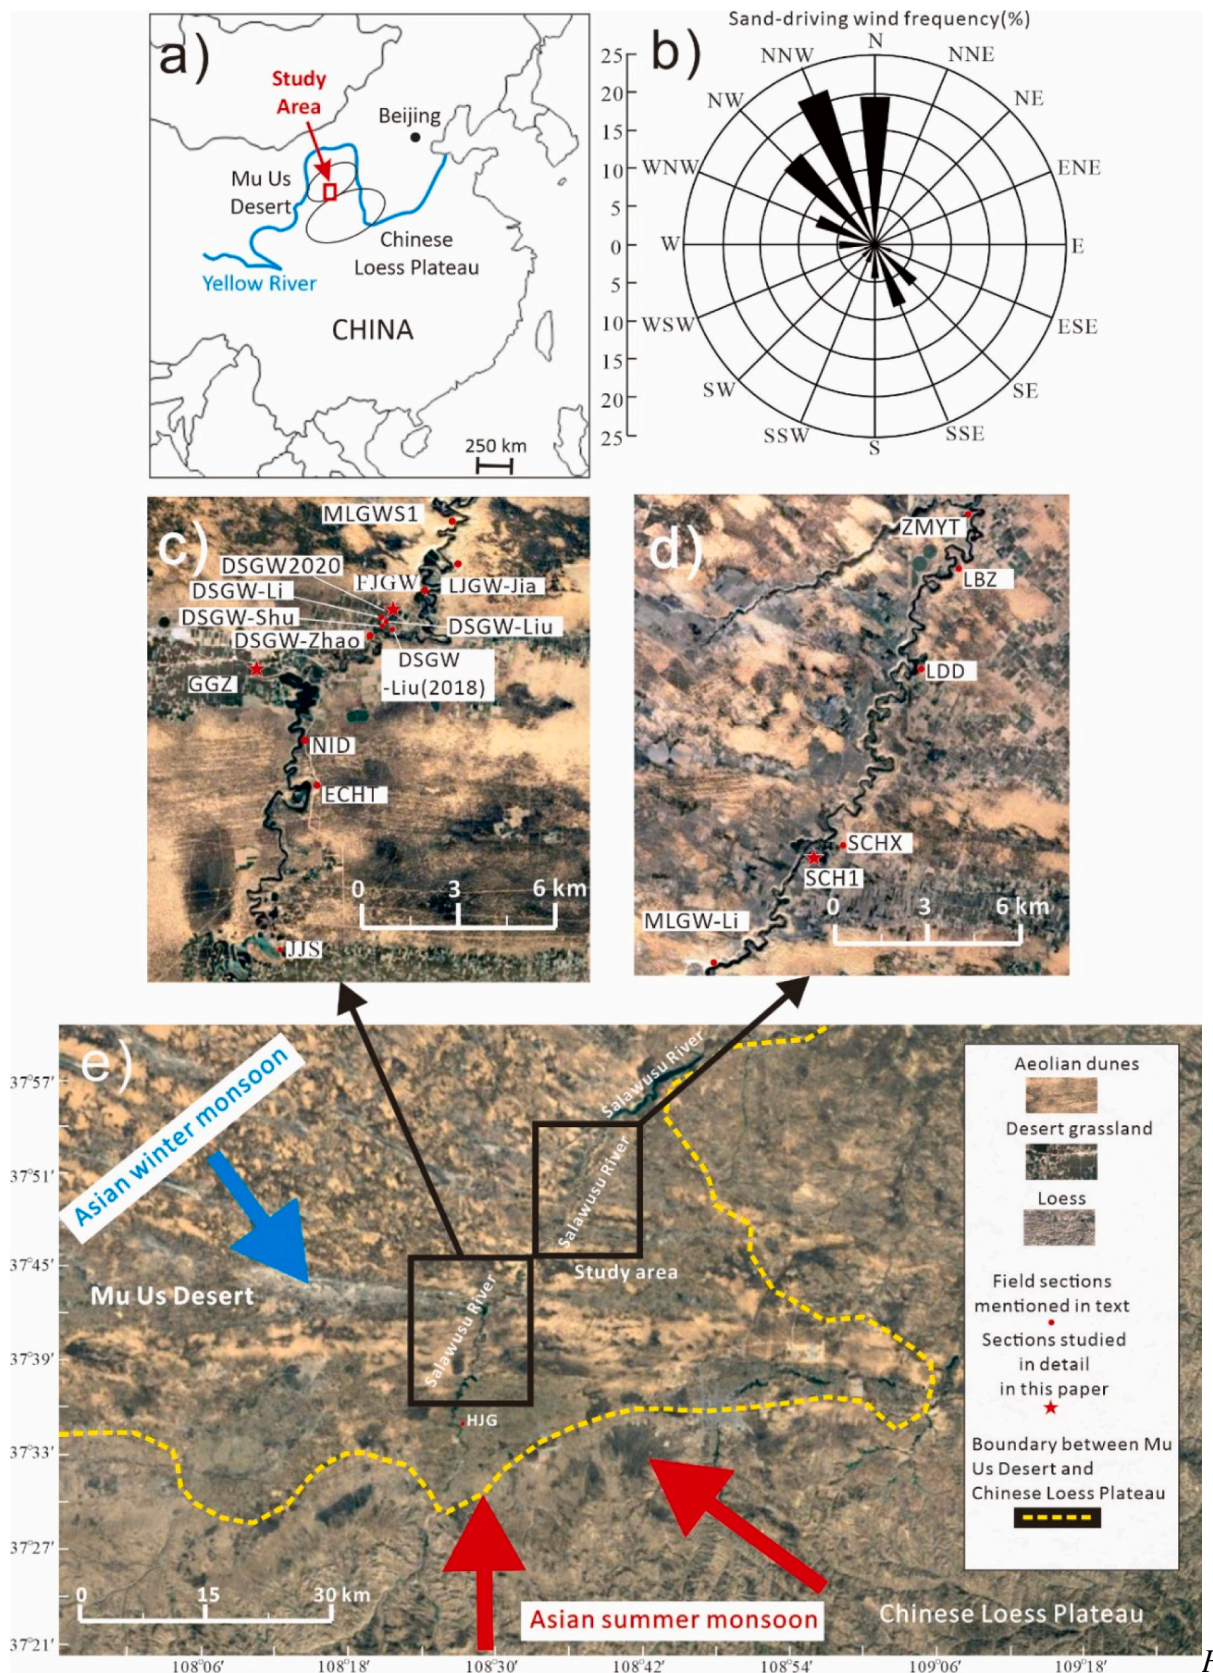 a)
Study
Area
Beijing
Mu Us
Desert
Chinese
Loess Plateau
Yellow River
CHINA
250 km
Sand-driving wind frequency(%)
b)
25
20
15
10
5
0
5
10
15
20
25
N
NNE
NE
ENE
E
ESE
SE
SSE
S
SSW
SW
WSW
W
WNW
NW
NNW
c)
MLGWS1
DSGW2020
FJGW
DSGW-Li
LJGW-Jia
DSGW-Shu
DSGW-Liu
DSGW-Zhao
DSGW
-Liu(2018)
GGZ
NID
ECHT
0 3 6 km
JJS
d)
ZMYT
LBZ
LDD
SCHX
SCH1
0 3 6 km
MLGW-Li
e)
37°57′
37°51′
37°45′
37°39′
37°33′
37°27′
37°21′
Asian winter monsoon
Salawusu River
Salawusu River
Study area
Mu Us Desert
Salawusu River
HJG
Asian summer monsoon
Chinese Loess Plateau
0 15 30 km
108°06′ 108°18′ 108°30′ 108°42′ 108°54′ 109°06′ 109°18′
Aeolian dunes
Desert grassland
Loess
Field sections
mentioned in text
Sections studied
in detail
in this paper
Boundary between Mu
Us Desert and
Chinese Loess Plateau